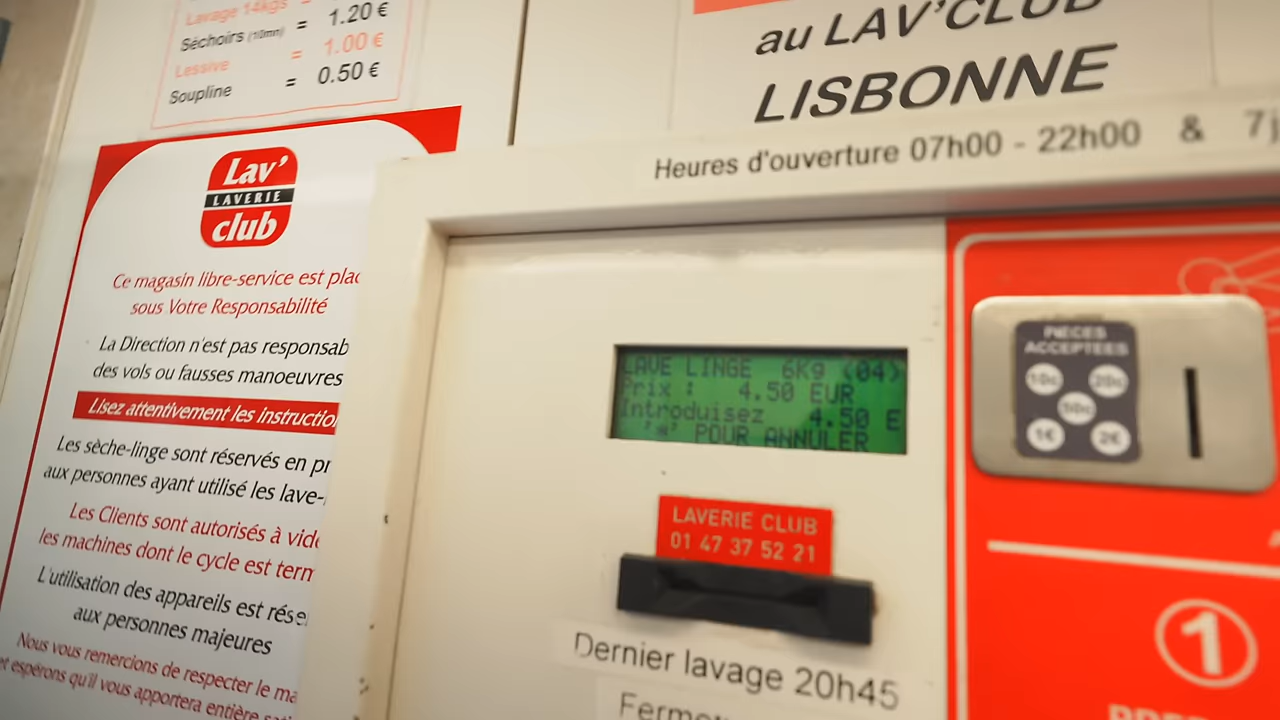 Lavage 14kgs =
Séchoirs (10mn) = 1.20 €
Lessive = 1.00 €
Soupline = 0.50 €
Lav'
LAVERIE
club
Ce magasin libre-service est plac
sous Votre Responsabilité
La Direction n'est pas responsab
des vols ou fausses manoeuvres
Lisez attentivement les instruction
Les sèche-linge sont réservés en pr
aux personnes ayant utilisé les lave-
Les Clients sont autorisés à vide
les machines dont le cycle est term
L'utilisation des appareils est rése
aux personnes majeures
Nous vous remercions de respecter le ma
et espérons qu'il vous apportera entière sati
au LAV'CLUB
LISBONNE
Heures d'ouverture 07h00 - 22h00 & 7j
LAVE LINGE 6Kg (04)
Prix : 4.50 EUR
Introduisez 4.50 E
'*' POUR ANNULER
LAVERIE CLUB
01 47 37 52 21
Dernier lavage 20h45
Fermetu
PIECES
ACCEPTEES
10c 20c
50c
1€ 2€
1